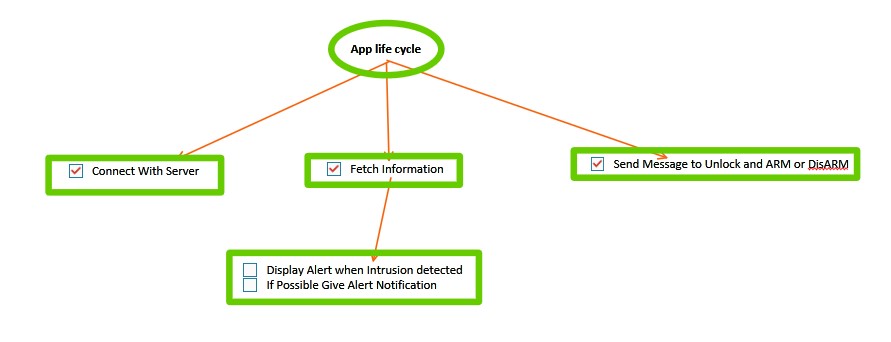 App life cycle
Connect With Server
Fetch Information
Send Message to Unlock and ARM or DisARM
Display Alert when Intrusion detected
If Possible Give Alert Notification